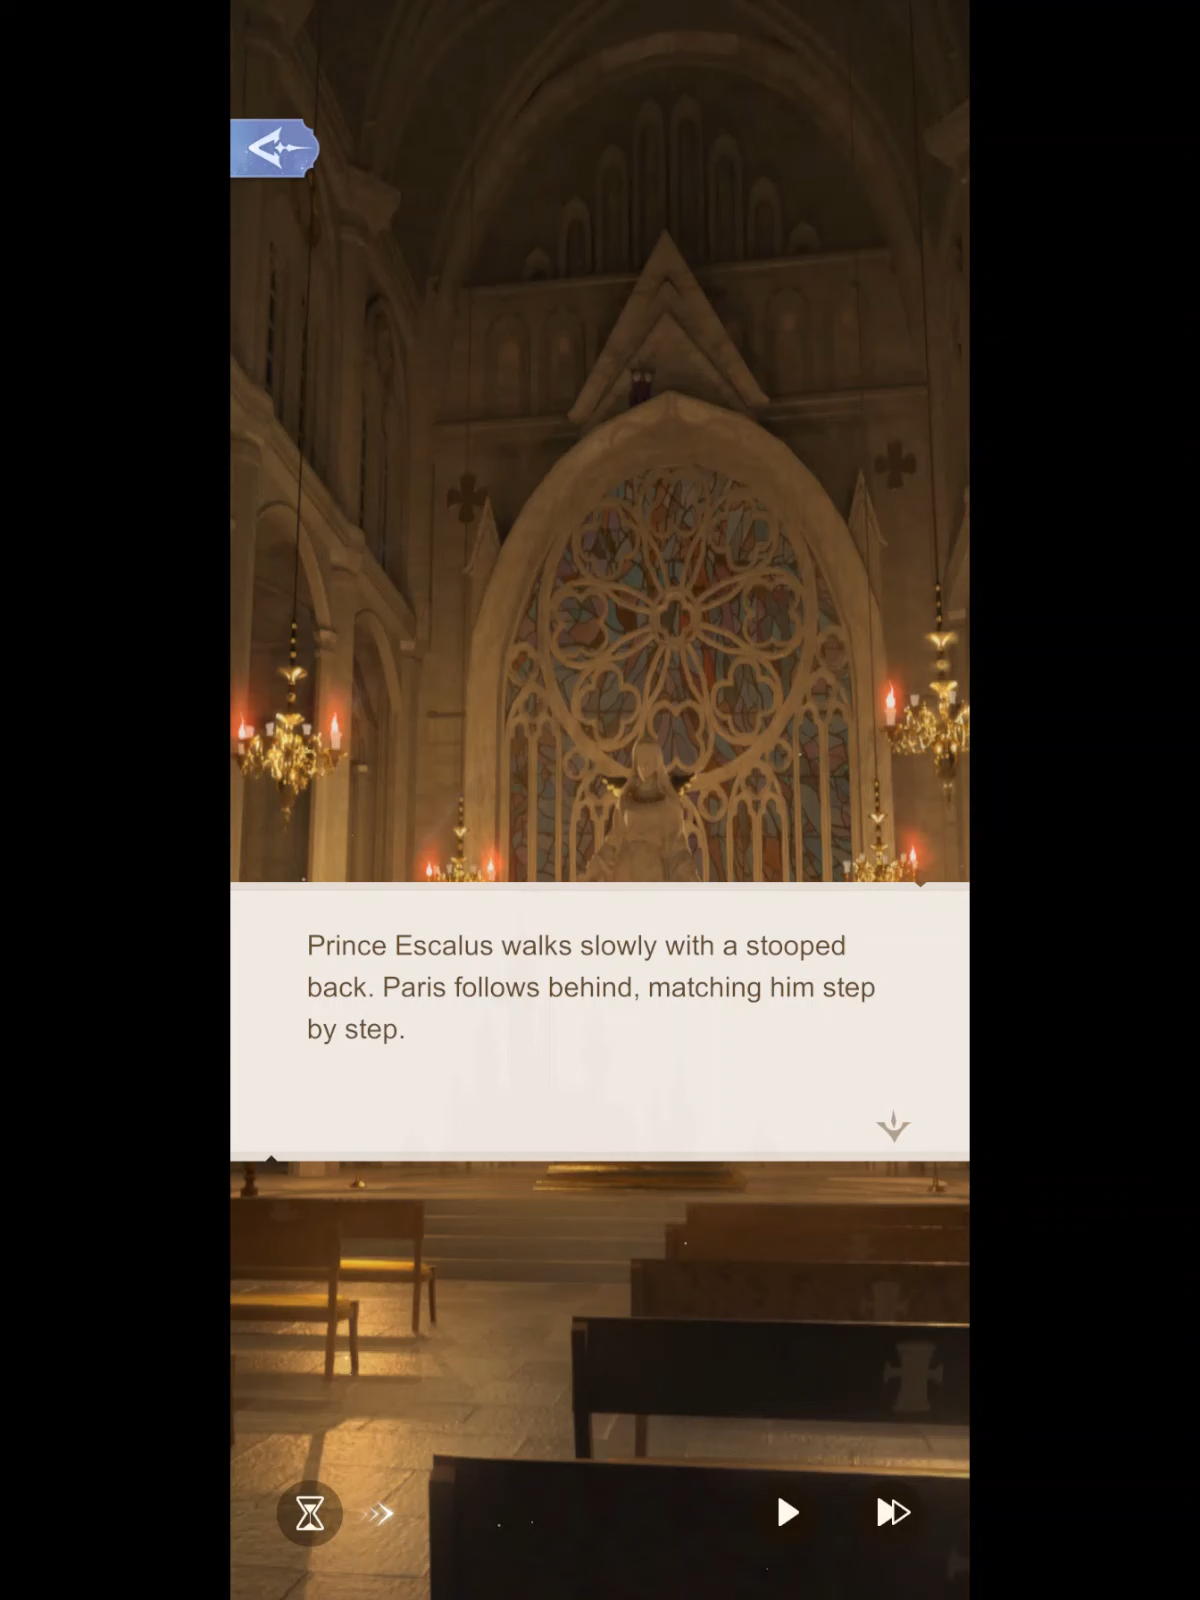 Prince Escalus walks slowly with a stooped
back. Paris follows behind, matching him step
by step.